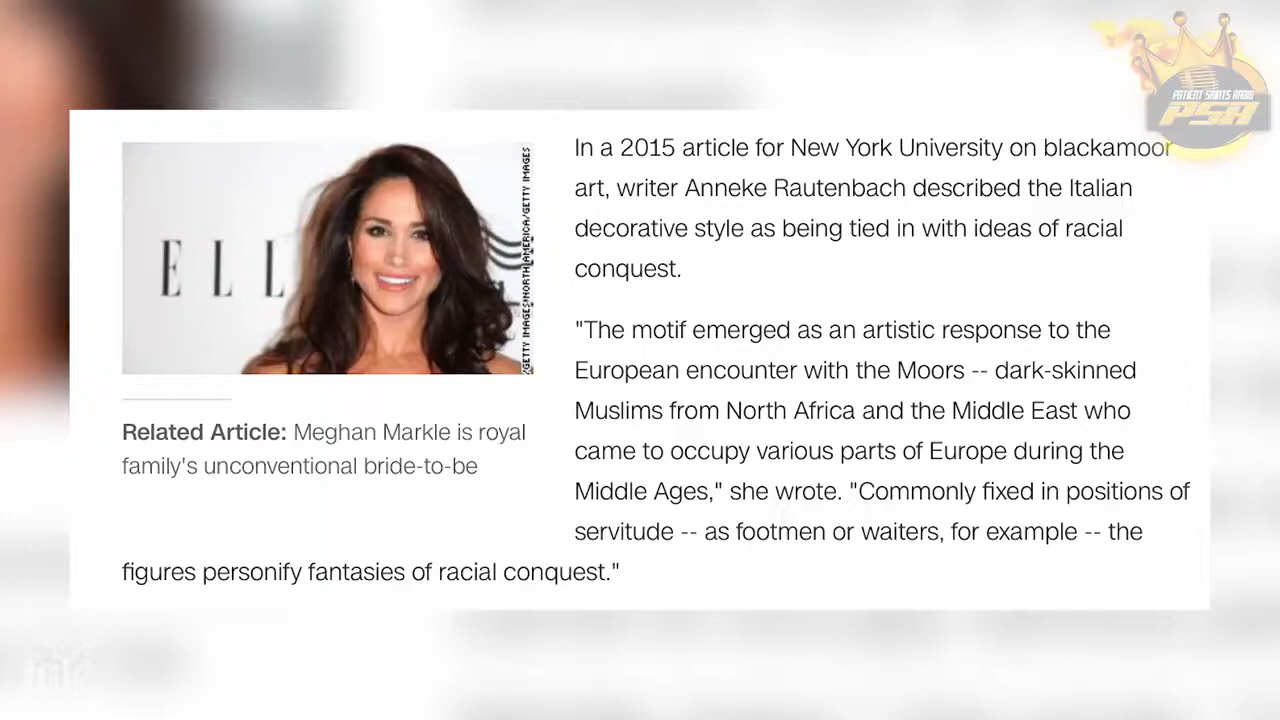 PATIENT SAINTS RADIO
PSA
ELL
/GETTY IMAGES NORTH AMERICA/GETTY IMAGES
In a 2015 article for New York University on blackamoor
art, writer Anneke Rautenbach described the Italian
decorative style as being tied in with ideas of racial
conquest.
"The motif emerged as an artistic response to the
European encounter with the Moors -- dark-skinned
Muslims from North Africa and the Middle East who
came to occupy various parts of Europe during the
Middle Ages," she wrote. "Commonly fixed in positions of
servitude -- as footmen or waiters, for example -- the
figures personify fantasies of racial conquest."
Related Article: Meghan Markle is royal
family's unconventional bride-to-be